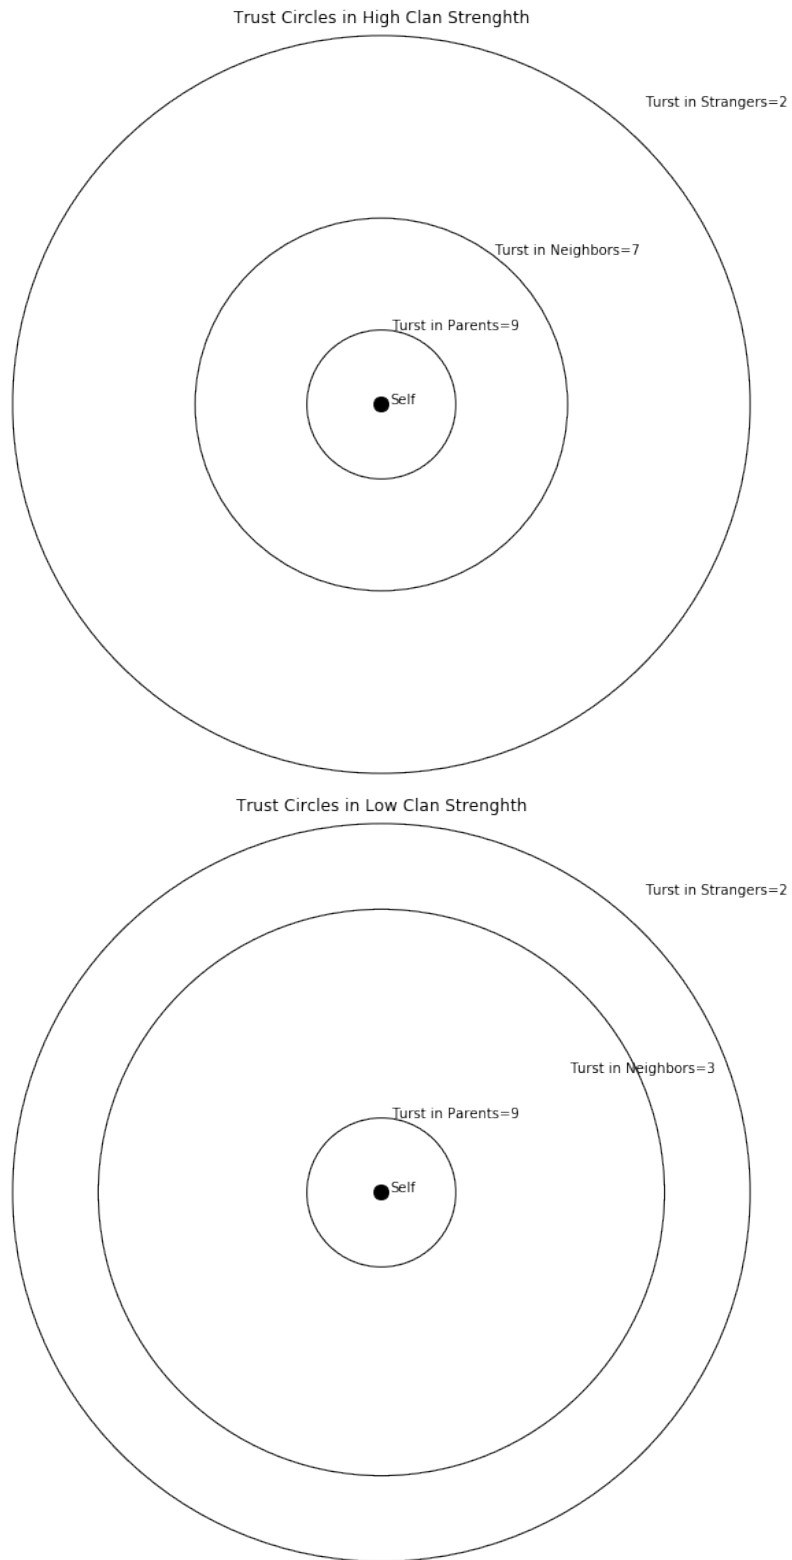 Trust Circles in High Clan Strenghth
Turst in Strangers=2
Turst in Neighbors=7
Turst in Parents=9
Self
Trust Circles in Low Clan Strenghth
Turst in Strangers=2
Turst in Neighbors=3
Turst in Parents=9
Self